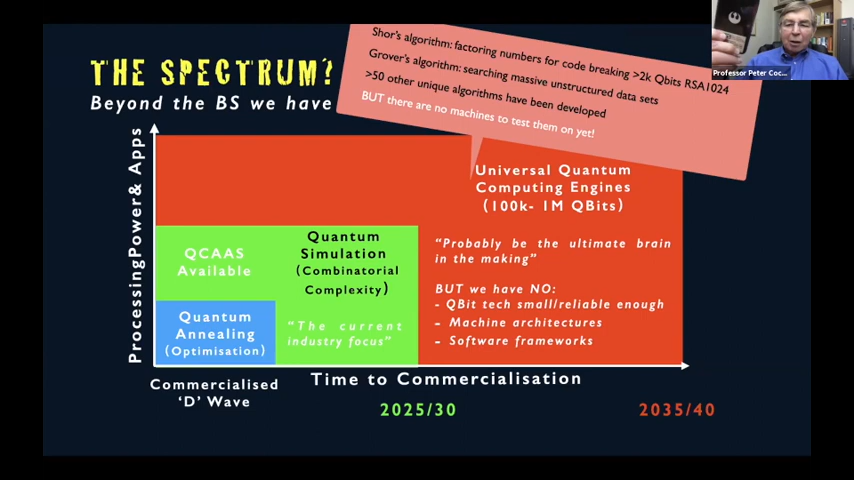 THE SPECTRUM?
Beyond the BS we have
Shor's algorithm: factoring numbers for code breaking >2k Qbits RSA1024
Grover's algorithm: searching massive unstructured data sets
>50 other unique algorithms have been developed
BUT there are no machines to test them on yet!
Professor Peter Coc...
ProcessingPower& Apps
Universal Quantum
Computing Engines
(100k- 1M QBits)
QCAAS
Available
Quantum
Simulation
(Combinatorial
Complexity)
"Probably be the ultimate brain
in the making"
BUT we have NO:
- QBit tech small/reliable enough
- Machine architectures
- Software frameworks
Quantum
Annealing
(Optimisation)
"The current
industry focus"
Commercialised
'D' Wave
Time to Commercialisation
2025/30
2035/40